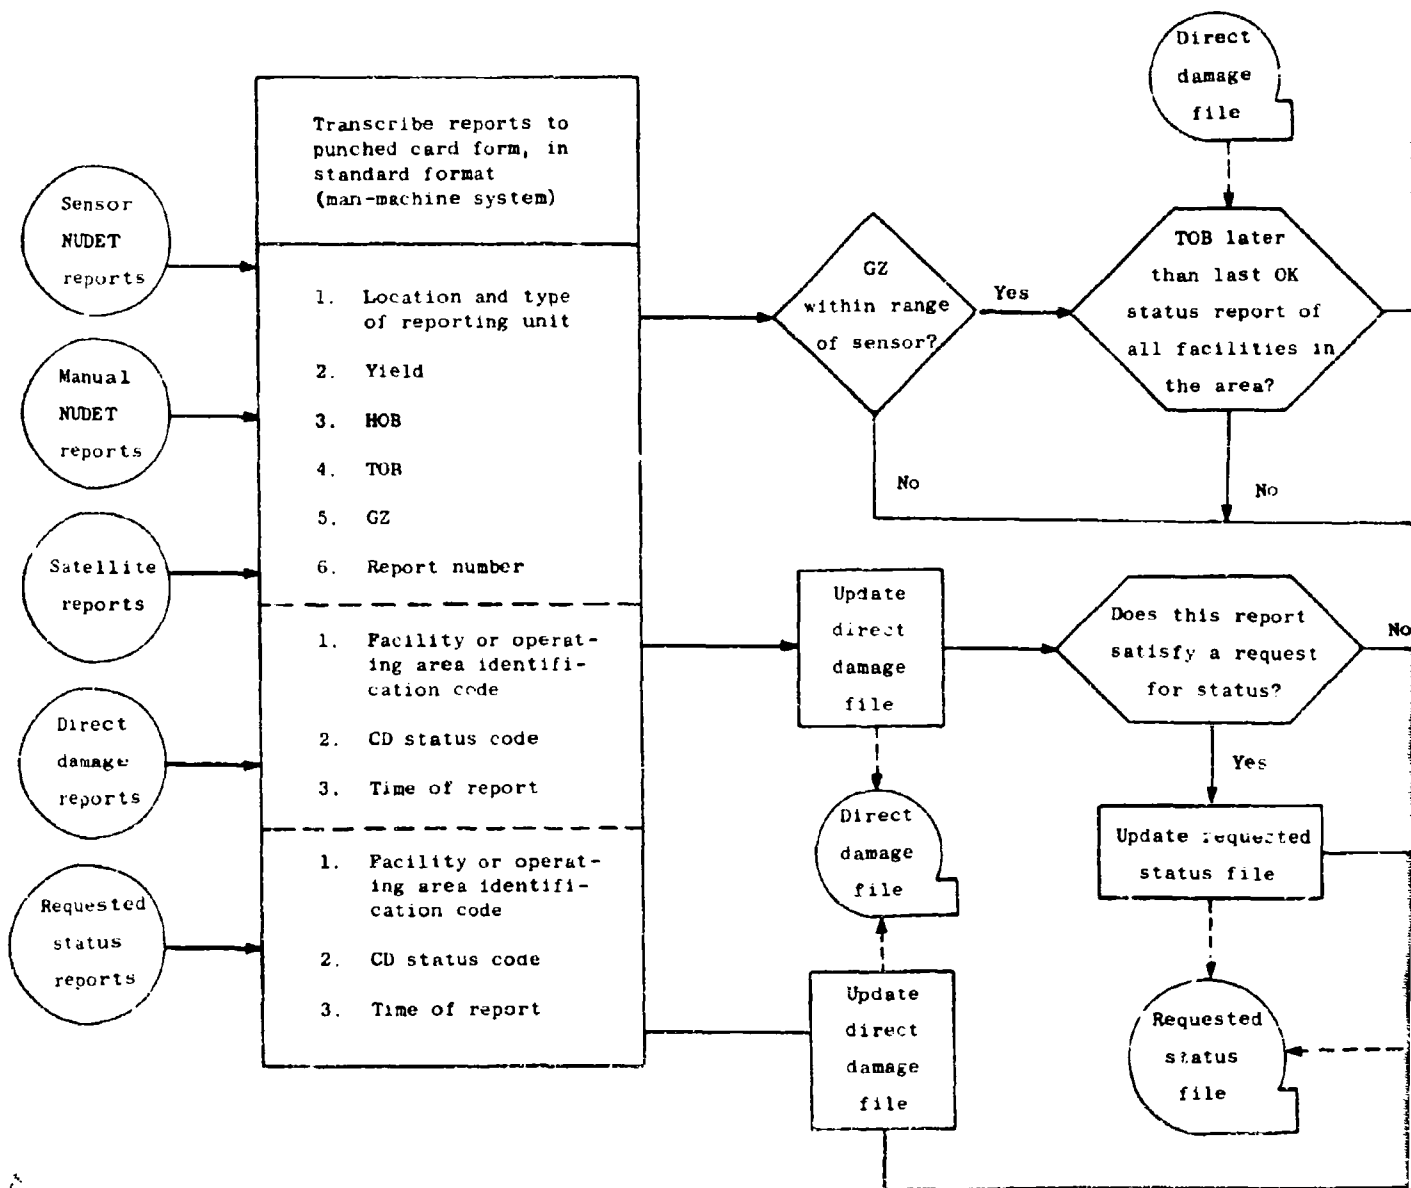 Direct
damage
file
Transcribe reports to
punched card form, in
standard format
(man-machine system)
Sensor
NUDET
reports
1. Location and type
of reporting unit
2. Yield
3. HOB
4. TOB
5. GZ
6. Report number
GZ
within range
of sensor?
Yes
No
TOB later
than last OK
status report of
all facilities in
the area?
No
Manual
NUDET
reports
Satellite
reports
1. Facility or operat-
ing area identifi-
cation code
2. CD status code
3. Time of report
Update
direct
damage
file
Does this report
satisfy a request
for status?
No
Yes
Direct
damage
reports
Direct
damage
file
Update requested
status file
1. Facility or operat-
ing area identifi-
cation code
2. CD status code
3. Time of report
Requested
status
reports
Update
direct
damage
file
Requested
status
file